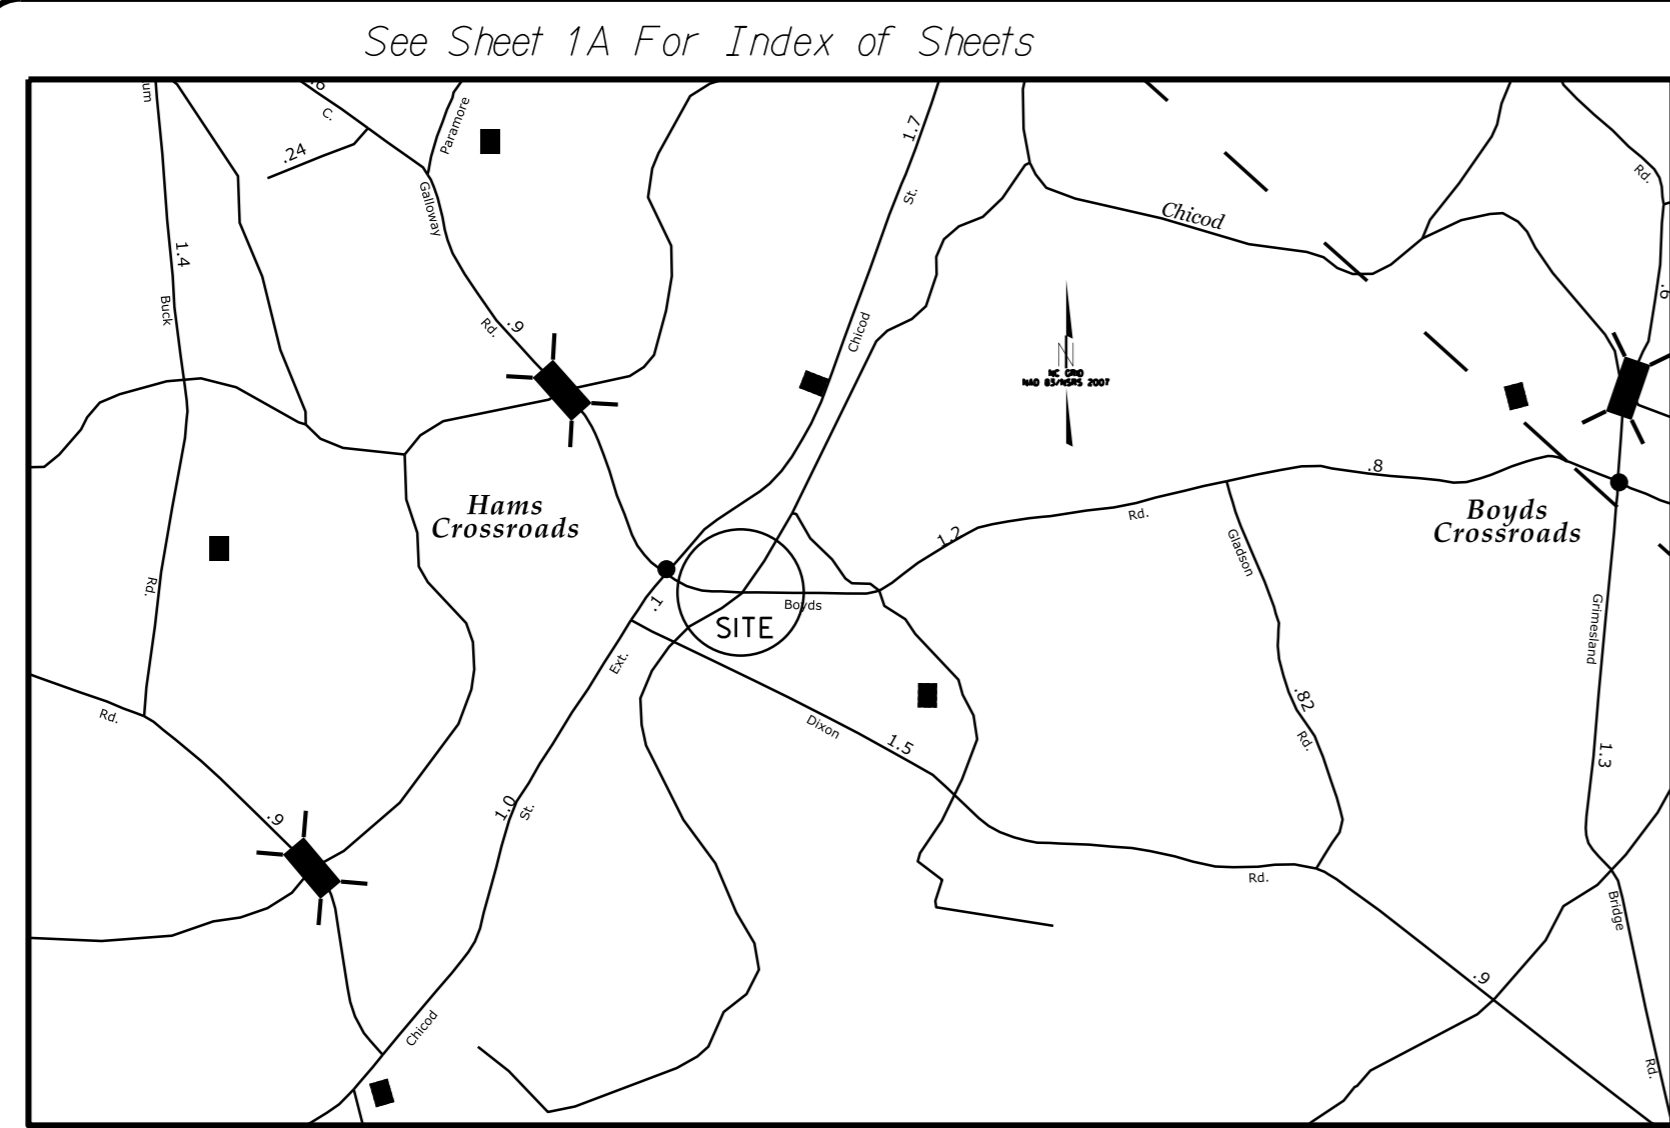 See Sheet 1A For Index of Sheets
um
.6
C.
Paramore
.24
1.7
Rd.
Galloway
St.
Chicod
1.4
Buck
.6
Rd.
.9
Chicod
N
NC GRID
NAD 83/NSRS 2007
Hams
Crossroads
.8
Boyds
Crossroads
1.2
Rd.
Gladson
Rd.
.1
Boyds
SITE
Grimesland
Ext.
.82
Rd.
Rd.
Dixon
1.5
1.3
1.0
St.
.9
Rd.
Bridge
.9
Chicod
Rd.